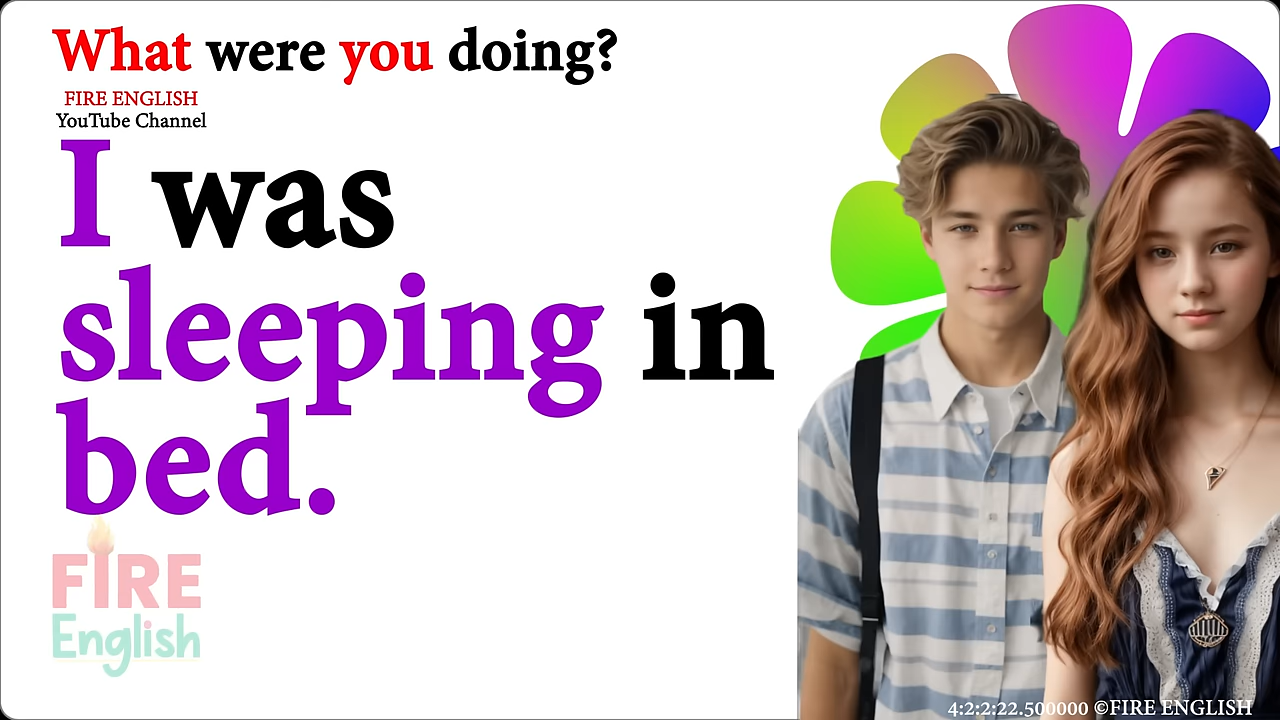 What were you doing?
FIRE ENGLISH
YouTube Channel
I was
sleeping in
bed.
FIRE
English
4:2:2:22.500000 ©FIRE ENGLISH